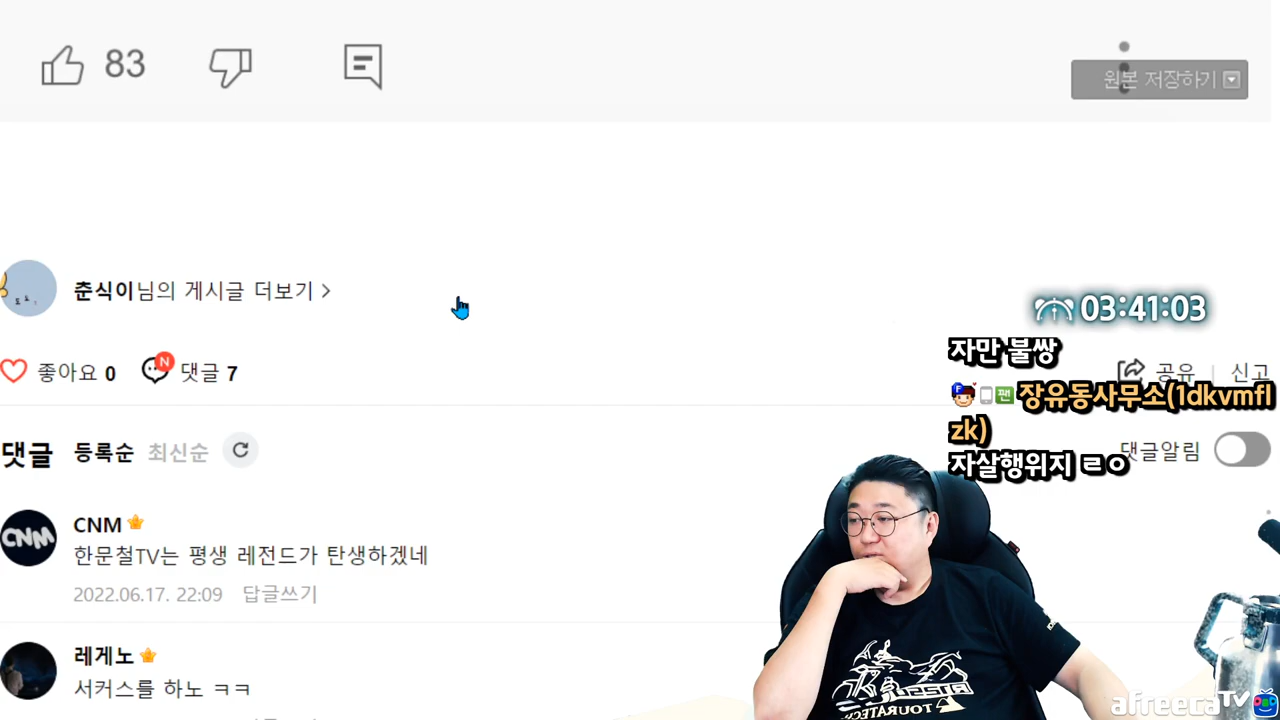 83
원본 저장하기
춘식이님의 게시글 더보기 >
03:41:03
자만 불쌍
좋아요 0 N 댓글 7
공유 | 신고
F 팬 장유동사무소(1dkvmfl
zk)
자살행위지 ㄹㅇ
댓글 등록순 최신순
댓글알림
CNM
CNM
한문철TV는 평생 레전드가 탄생하겠네
2022.06.17. 22:09 답글쓰기
레게노
서커스를 하노 ㅋㅋ
TOURATECH
afreecaTV